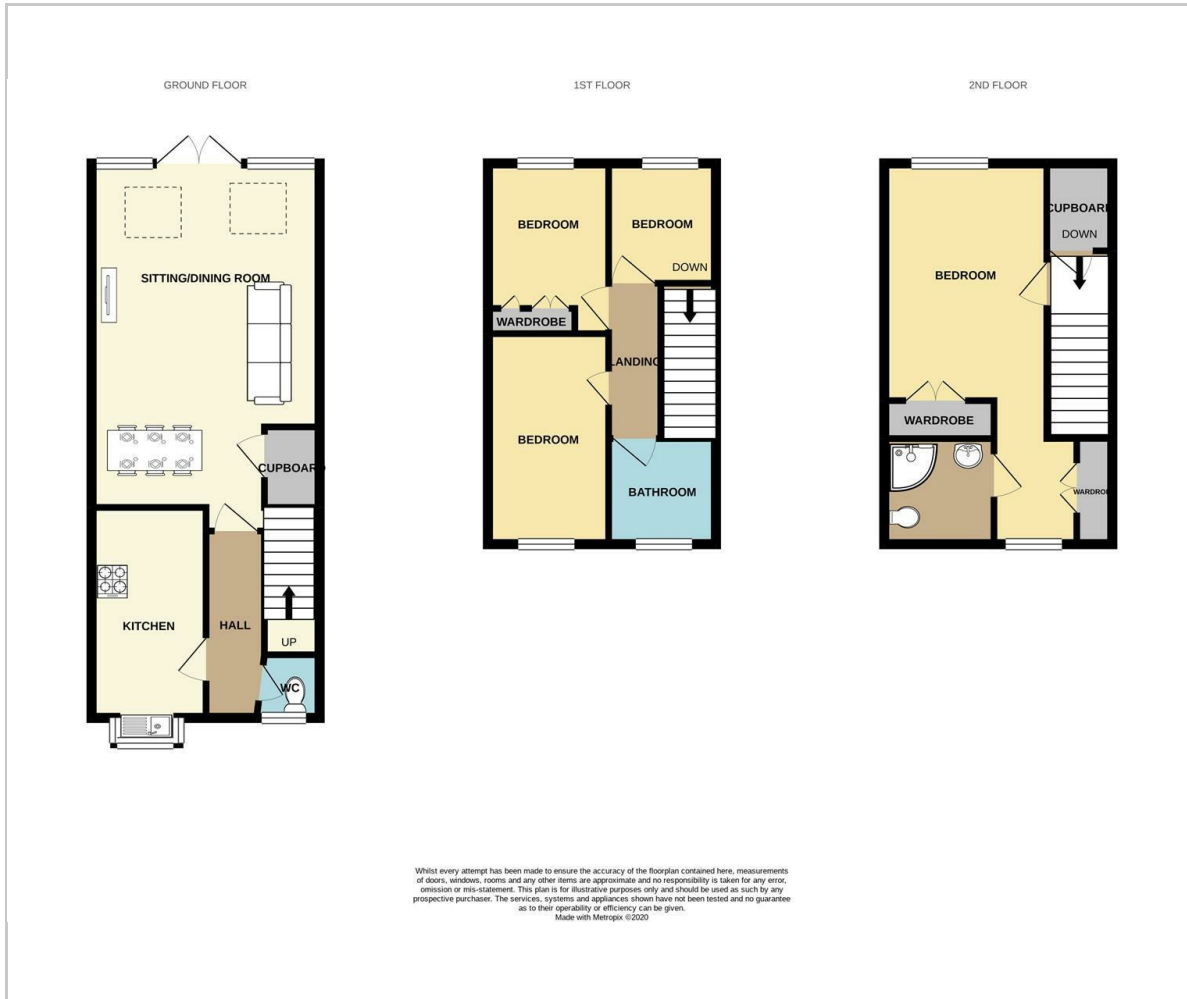 GROUND FLOOR
SITTING/DINING ROOM
CUPBOARD
KITCHEN
HALL
UP
WC
1ST FLOOR
BEDROOM
BEDROOM
DOWN
WARDROBE
LANDING
BEDROOM
BATHROOM
2ND FLOOR
CUPBOARD
DOWN
BEDROOM
WARDROBE
WARDROBE
Whilst every attempt has been made to ensure the accuracy of the floorplan contained here, measurements
of doors, windows, rooms and any other items are approximate and no responsibility is taken for any error,
omission or mis-statement. This plan is for illustrative purposes only and should be used as such by any
prospective purchaser. The services, systems and appliances shown have not been tested and no guarantee
as to their operability or efficiency can be given.
Made with Metropix ©2020